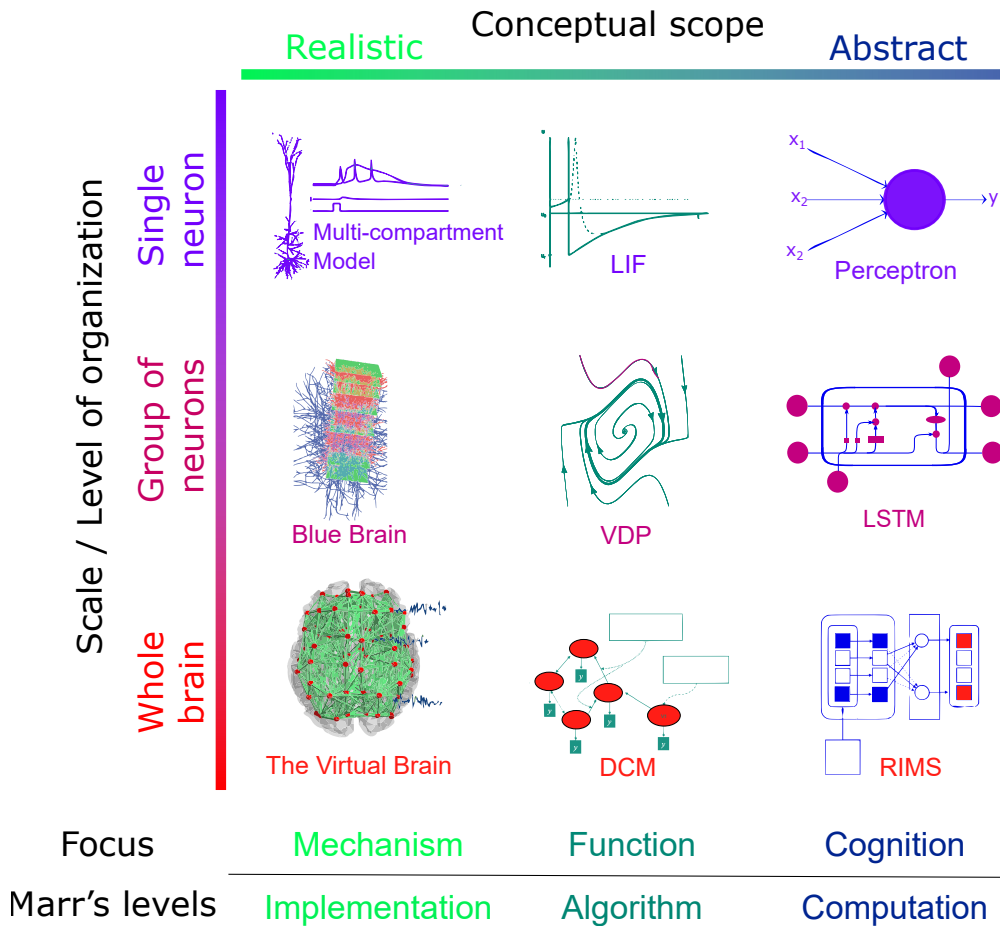 Conceptual scope
Realistic
Abstract
Scale / Level of organization
Single
neuron
Multi-compartment
Model
LIF
x1
x2
x2
y
Perceptron
Group of
neurons
Blue Brain
VDP
LSTM
Whole
brain
The Virtual Brain
y
y
y
y
y
DCM
RIMS
Focus
Mechanism
Function
Cognition
Marr's levels
Implementation
Algorithm
Computation